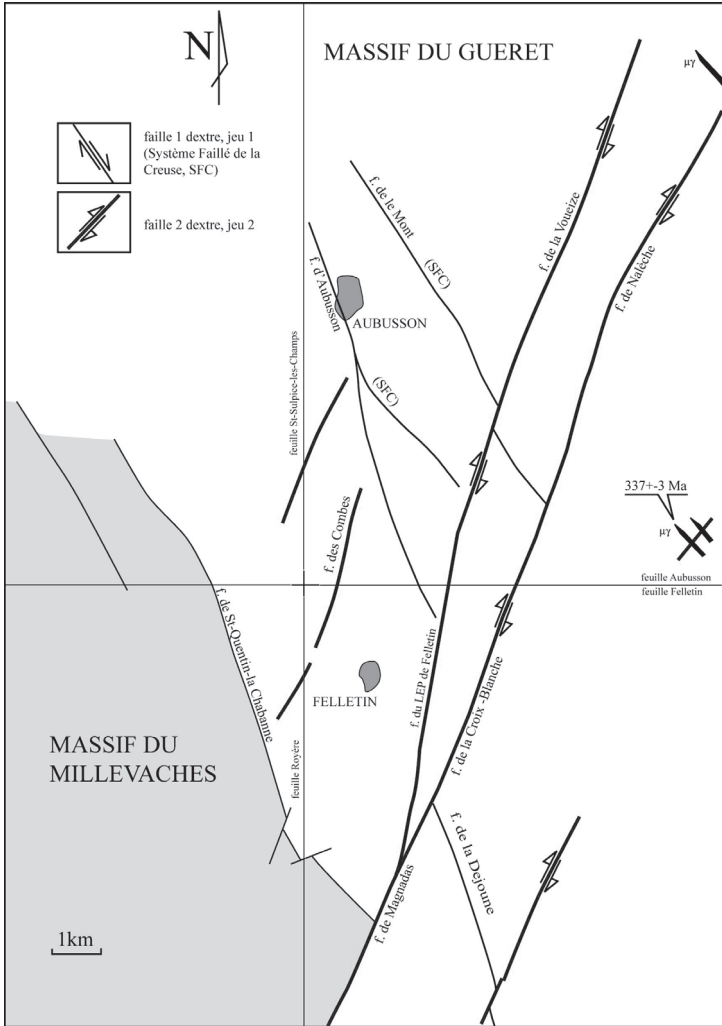 N
MASSIF DU GUERET
μγ
faille 1 dextre, jeu 1
(Système Faillé de la
Creuse, SFC)
faille 2 dextre, jeu 2
f. de le Mont
(SFC)
f. de la Voueize
f. de Nalèche
f. d'Aubusson
AUBUSSON
feuille St-Sulpice-les-Champs
(SFC)
337+-3 Ma
μγ
f. des Combes
feuille Aubusson
feuille Felletin
f. de St-Quentin-la Chabanne
FELLETIN
f. du LEP de Felletin
f. de la Croix -Blanche
MASSIF DU
MILLEVACHES
feuille Royère
f. de la Dejoune
f. de Magnadas
1km